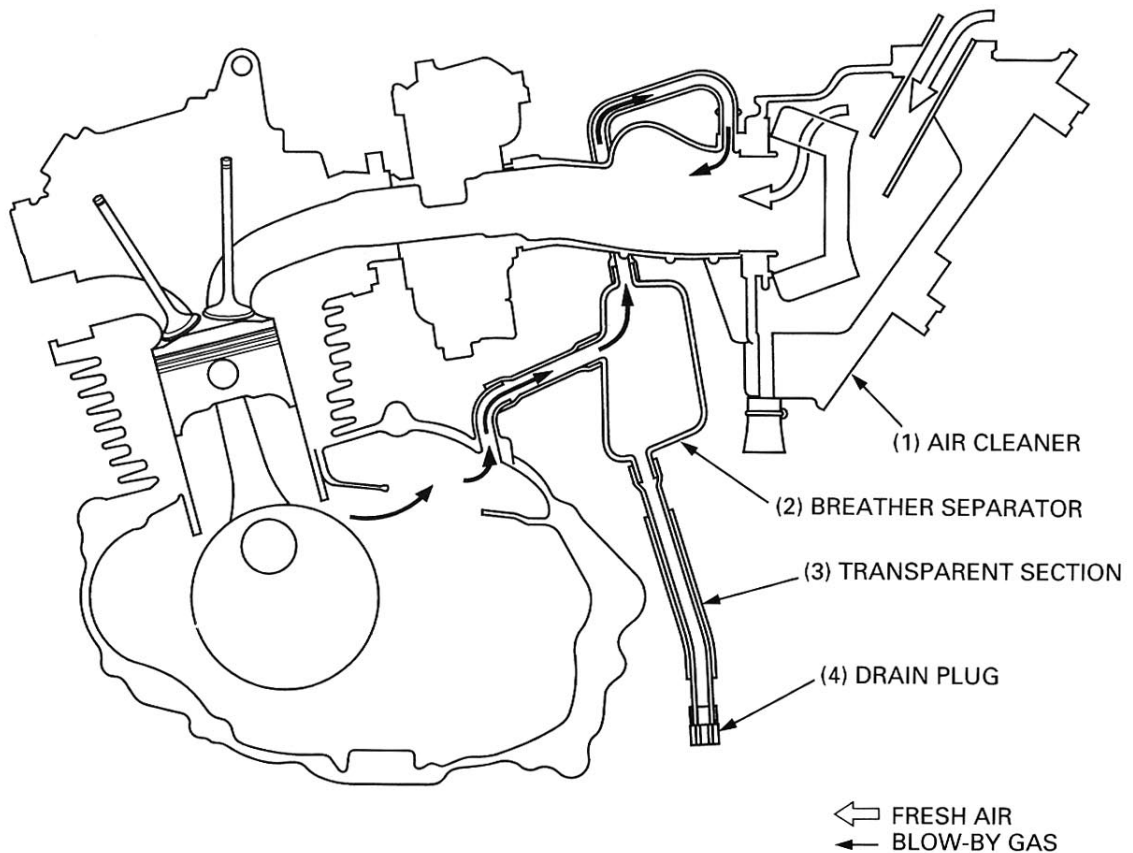 (1) AIR CLEANER
(2) BREATHER SEPARATOR
(3) TRANSPARENT SECTION
(4) DRAIN PLUG
FRESH AIR
BLOW-BY GAS